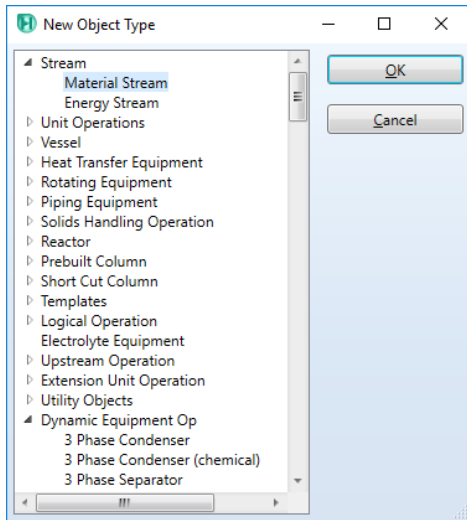 New Object Type
Stream
Material Stream
Energy Stream
Unit Operations
Vessel
Heat Transfer Equipment
Rotating Equipment
Piping Equipment
Solids Handling Operation
Reactor
Prebuilt Column
Short Cut Column
Templates
Logical Operation
Electrolyte Equipment
Upstream Operation
Extension Unit Operation
Utility Objects
Dynamic Equipment Op
3 Phase Condenser
3 Phase Condenser (chemical)
3 Phase Separator
OK
Cancel